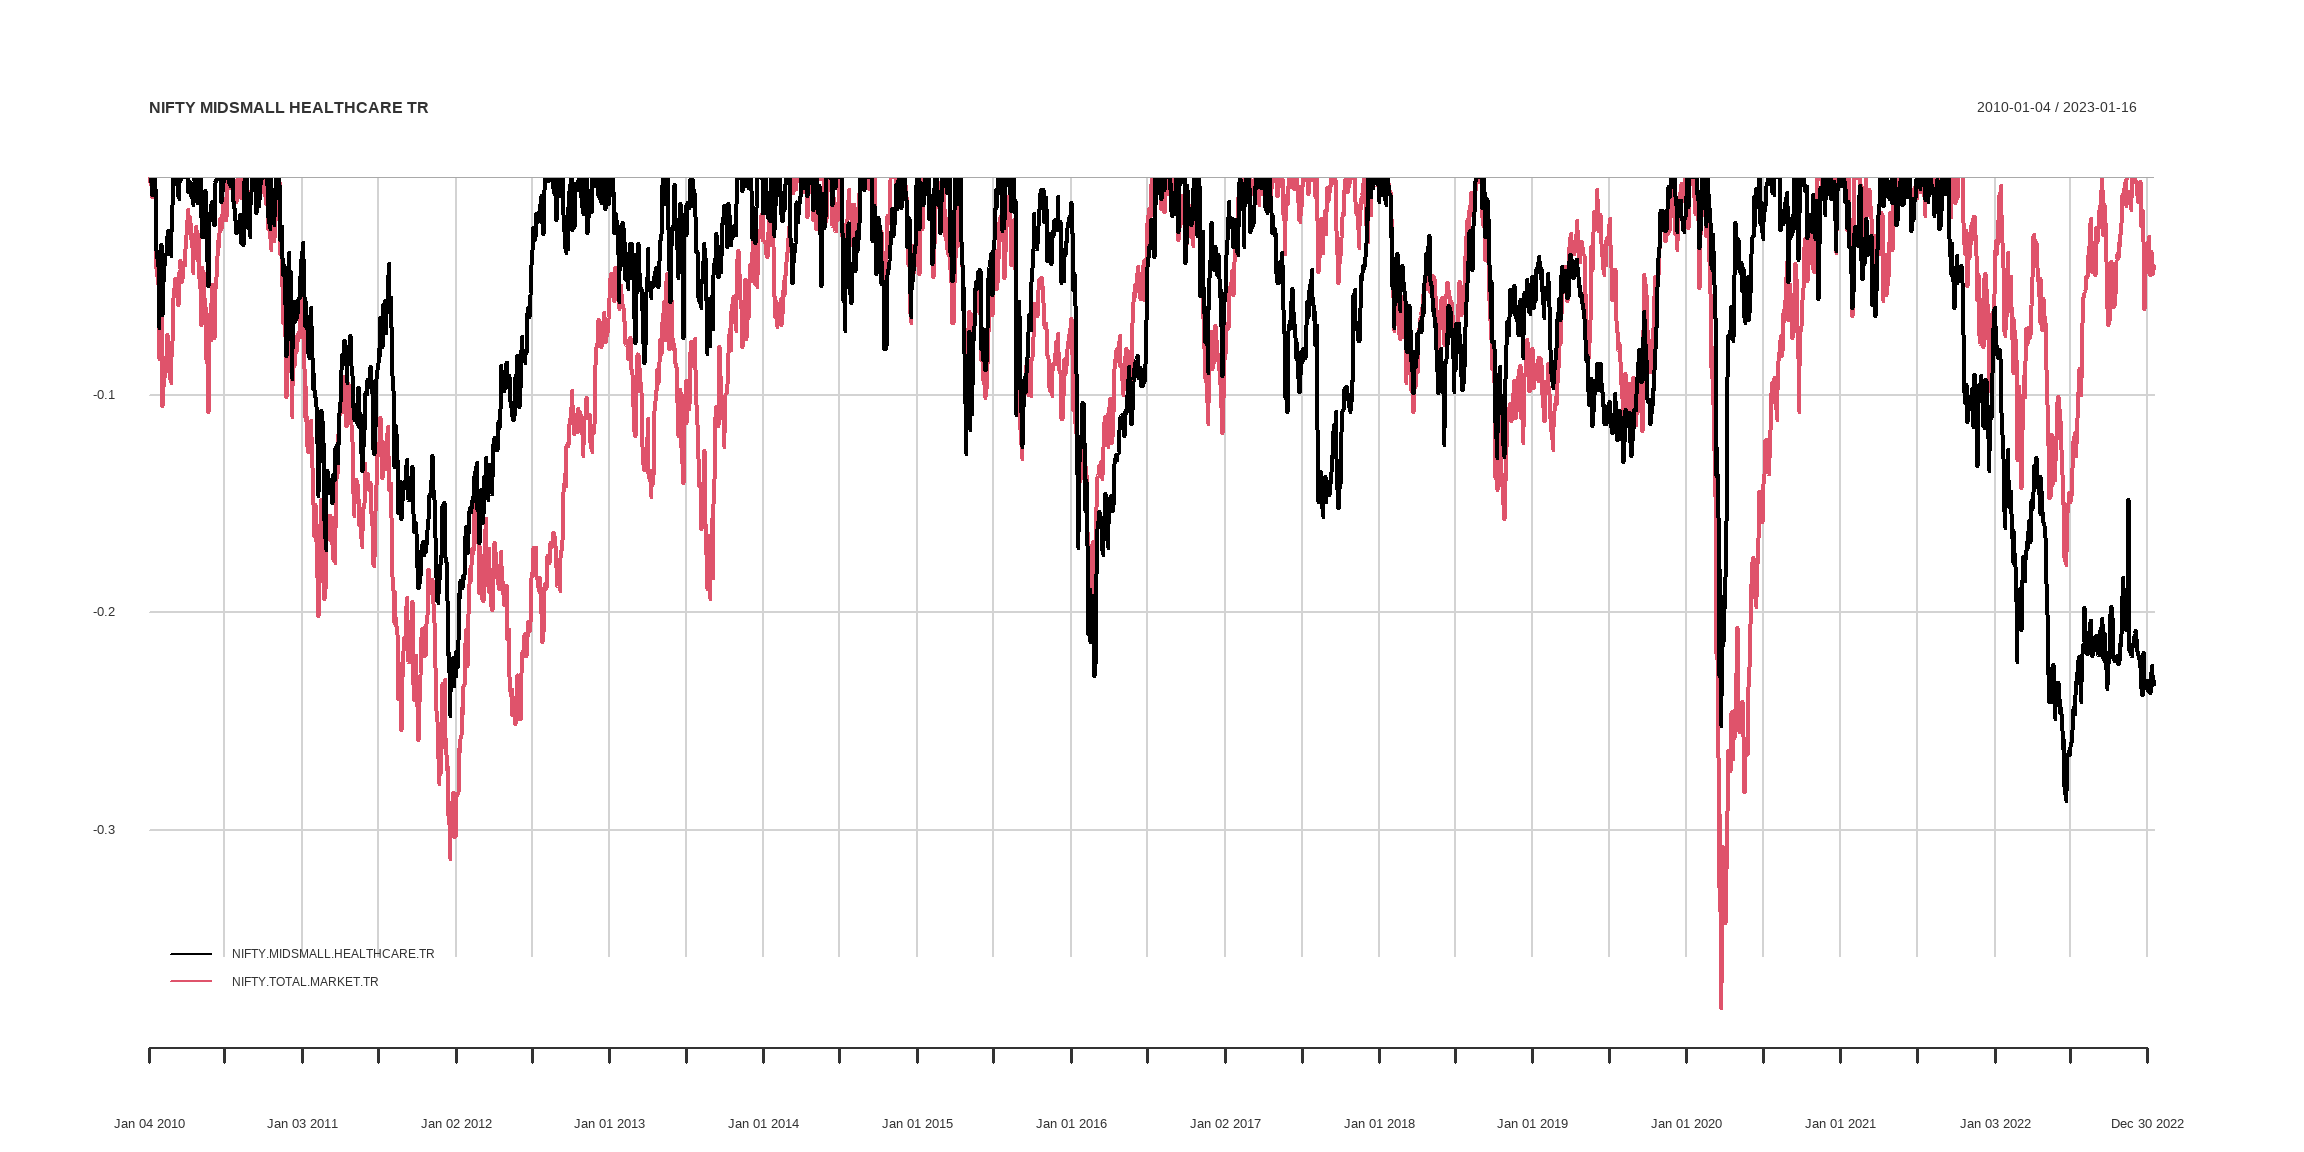 NIFTY MIDSMALL HEALTHCARE TR
2010-01-04 / 2023-01-16
-0.1
-0.2
-0.3
NIFTY.MIDSMALL.HEALTHCARE.TR
NIFTY.TOTAL.MARKET.TR
Jan 04 2010 Jan 03 2011 Jan 02 2012 Jan 01 2013 Jan 01 2014 Jan 01 2015 Jan 01 2016 Jan 02 2017 Jan 01 2018 Jan 01 2019 Jan 01 2020 Jan 01 2021 Jan 03 2022 Dec 30 2022